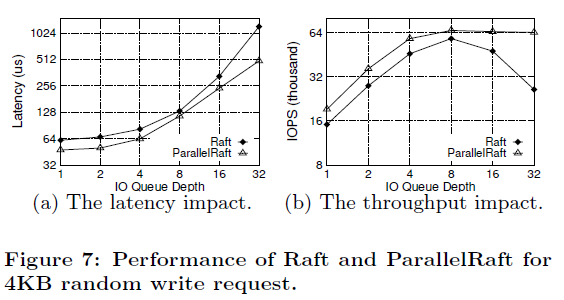 Latency (us)
1024
512
256
128
64
32
Raft
ParallelRaft
1 2 4 8 16 32
IO Queue Depth
(a) The latency impact.
IOPS (thousand)
64
32
16
8
Raft
ParallelRaft
1 2 4 8 16 32
IO Queue Depth
(b) The throughput impact.
Figure 7: Performance of Raft and ParallelRaft for
4KB random write request.